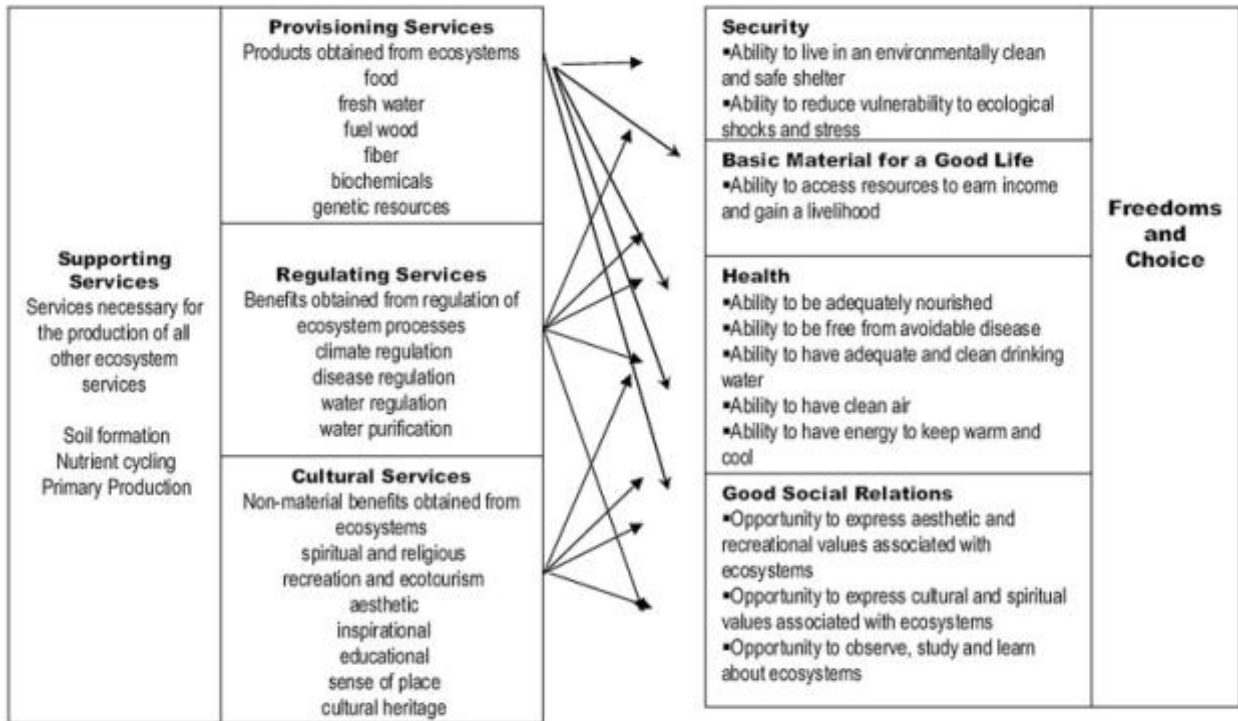 Supporting
Services
Services necessary for
the production of all
other ecosystem
services
Soil formation
Nutrient cycling
Primary Production
Provisioning Services
Products obtained from ecosystems
food
fresh water
fuel wood
fiber
biochemicals
genetic resources
Regulating Services
Benefits obtained from regulation of
ecosystem processes
climate regulation
disease regulation
water regulation
water purification
Cultural Services
Non-material benefits obtained from
ecosystems
spiritual and religious
recreation and ecotourism
aesthetic
inspirational
educational
sense of place
cultural heritage
Security
▪Ability to live in an environmentally clean
and safe shelter
▪Ability to reduce vulnerability to ecological
shocks and stress
Basic Material for a Good Life
▪Ability to access resources to earn income
and gain a livelihood
Health
▪Ability to be adequately nourished
▪Ability to be free from avoidable disease
▪Ability to have adequate and clean drinking
water
▪Ability to have clean air
▪Ability to have energy to keep warm and
cool
Good Social Relations
▪Opportunity to express aesthetic and
recreational values associated with
ecosystems
▪Opportunity to express cultural and spiritual
values associated with ecosystems
▪Opportunity to observe, study and learn
about ecosystems
Freedoms
and
Choice